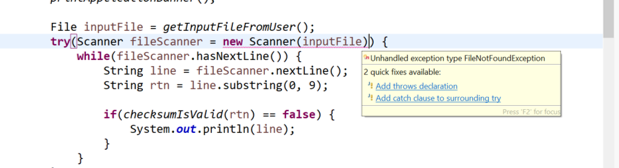 File inputFile = getInputFileFromUser();
try(Scanner fileScanner = new Scanner(inputFile)) {
while(fileScanner.hasNextLine()) {
String line = fileScanner.nextLine();
String rtn = line.substring(0, 9);
if(checksumIsValid(rtn) == false) {
System.out.println(line);
}
}
Unhandled exception type FileNotFoundException
2 quick fixes available:
Add throws declaration
Add catch clause to surrounding try
Press 'F2' for focus